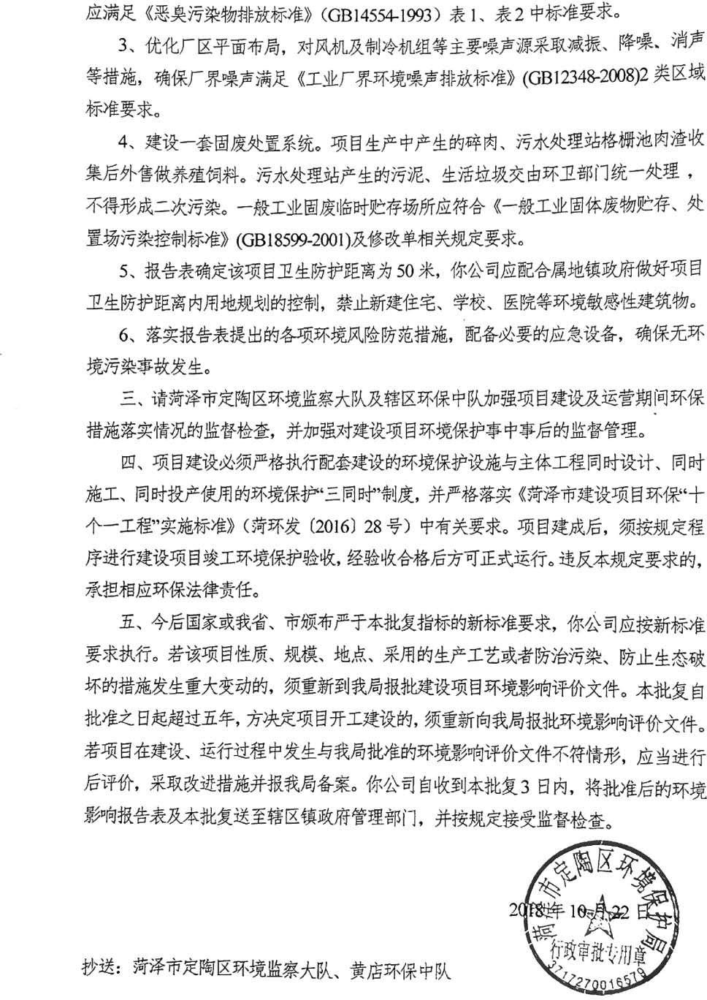 应满足《恶臭污染物排放标准》（GB14554-1993）表1、表2中标准要求。
3、优化厂区平面布局，对风机及制冷机组等主要噪声源采取减振、降噪、消声
等措施，确保厂界噪声满足《工业厂界环境噪声排放标准》(GB12348-2008)2类区域
标准要求。
4、建设一套固废处置系统。项目生产中产生的碎肉、污水处理站格栅池肉渣收
集后外售做养殖饲料。污水处理站产生的污泥、生活垃圾交由环卫部门统一处理，
不得形成二次污染。一般工业固废临时贮存场所应符合《一般工业固体废物贮存、处
置场污染控制标准》(GB18599-2001)及修改单相关规定要求。
5、报告表确定该项目卫生防护距离为50米，你公司应配合属地镇政府做好项目
卫生防护距离内用地规划的控制，禁止新建住宅、学校、医院等环境敏感性建筑物。
6、落实报告表提出的各项环境风险防范措施，配备必要的应急设备，确保无环
境污染事故发生。
三、请菏泽市定陶区环境监察大队及辖区环保中队加强项目建设及运营期间环保
措施落实情况的监督检查，并加强对建设项目环境保护事中事后的监督管理。
四、项目建设必须严格执行配套建设的环境保护设施与主体工程同时设计、同时
施工、同时投产使用的环境保护“三同时”制度，并严格落实《菏泽市建设项目环保“十
个一工程”实施标准》（菏环发〔2016〕28号）中有关要求。项目建成后，须按规定程
序进行建设项目竣工环境保护验收，经验收合格后方可正式运行。违反本规定要求的，
承担相应环保法律责任。
五、今后国家或我省、市颁布严于本批复指标的新标准要求，你公司应按新标准
要求执行。若该项目性质、规模、地点、采用的生产工艺或者防治污染、防止生态破
坏的措施发生重大变动的，须重新到我局报批建设项目环境影响评价文件。本批复自
批准之日起超过五年，方决定项目开工建设的，须重新向我局报批环境影响评价文件。
若项目在建设、运行过程中发生与我局批准的环境影响评价文件不符情形，应当进行
后评价，采取改进措施并报我局备案。你公司自收到本批复3日内，将批准后的环境
影响报告表及本批复送至辖区镇政府管理部门，并按规定接受监督检查。
菏泽市定陶区环境保护局
2018年10月22日
行政审批专用章
3717270016579
抄送：菏泽市定陶区环境监察大队、黄店环保中队